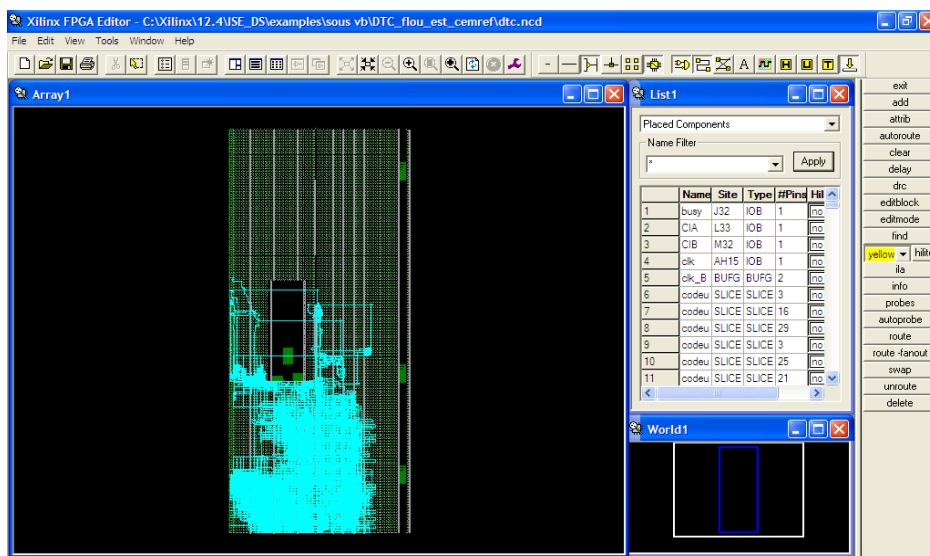 Xilinx FPGA Editor - C:\Xilinx\12.4\ISE_DS\examples\sous vb\DTC_flou_est_cemref\dtc.ncd
File Edit View Tools Window Help
A H U T
Array1
List1
Placed Components
Name Filter
*
Apply
Name Site Type #Pins Hil
1 busy J32 IOB 1 no
2 CIA L33 IOB 1 no
3 CIB M32 IOB 1 no
4 clk AH15 IOB 1 no
5 clk_B BUFG BUFG 2 no
6 codeu SLICE SLICE 3 no
7 codeu SLICE SLICE 16 no
8 codeu SLICE SLICE 29 no
9 codeu SLICE SLICE 3 no
10 codeu SLICE SLICE 25 no
11 codeu SLICE SLICE 21 no
World1
exit
add
attrib
autoroute
clear
delay
drc
editblock
editmode
find
yellow hilite
ila
info
probes
autoprobe
route
route -fanout
swap
unroute
delete